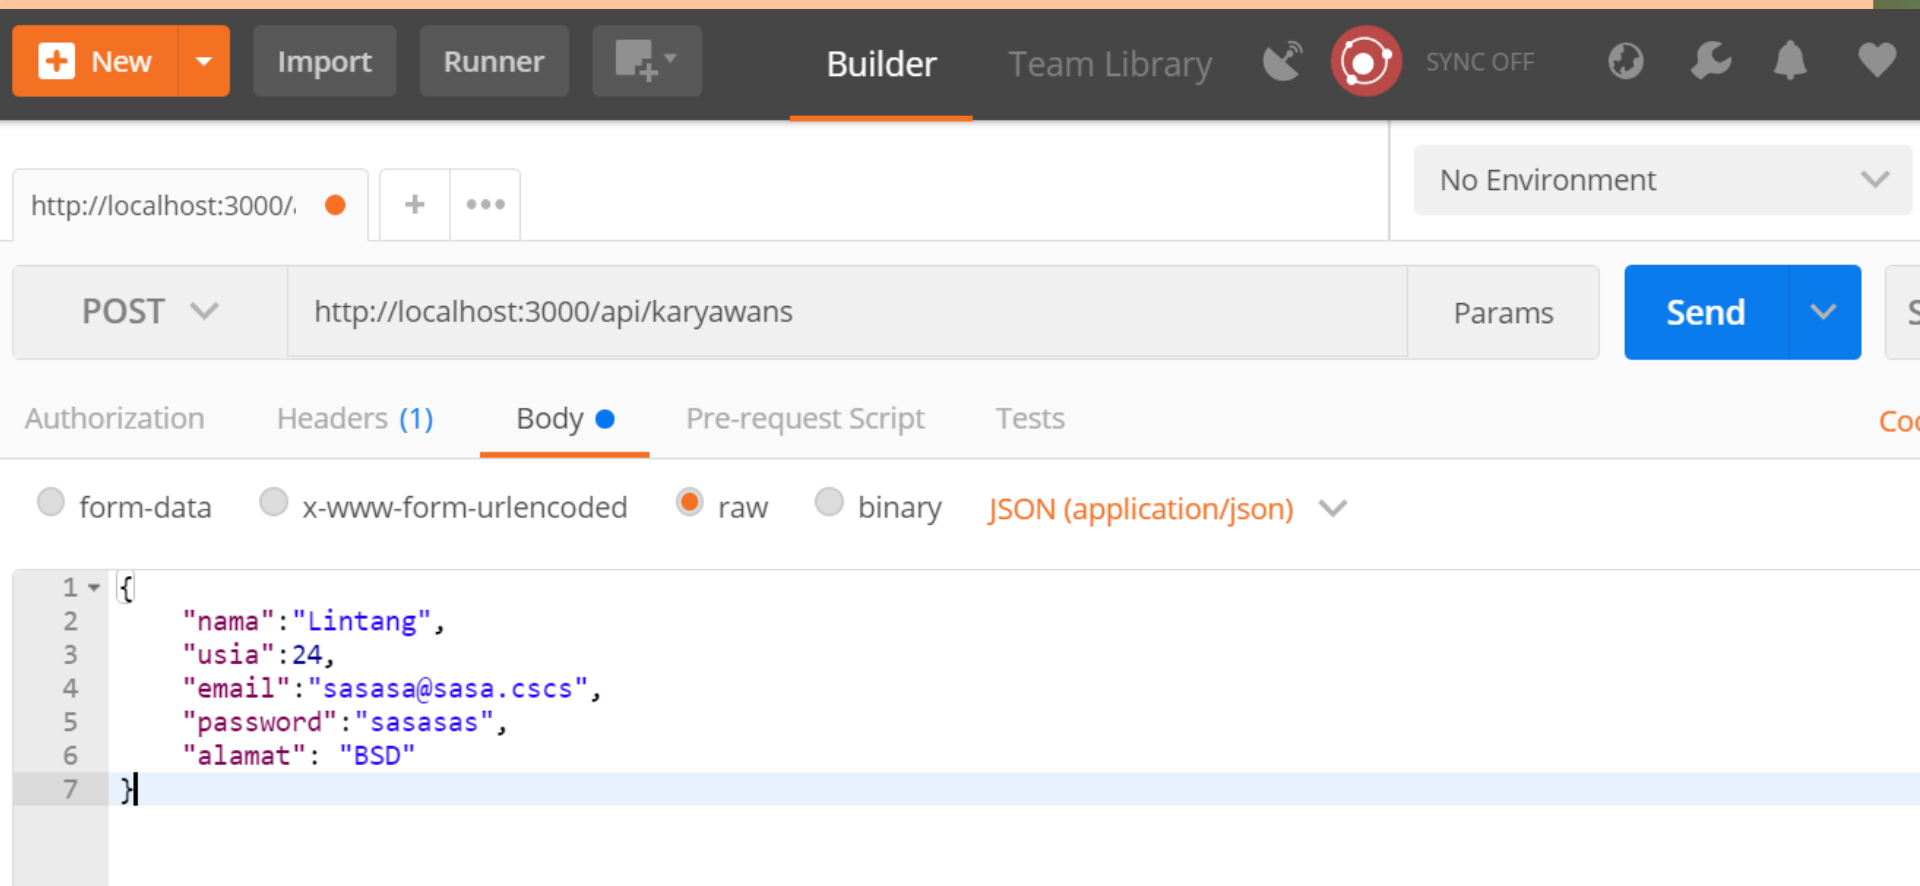 New Import Runner Builder Team Library SYNC OFF
http://localhost:3000/ No Environment
POST http://localhost:3000/api/karyawans Params Send
Authorization Headers (1) Body Pre-request Script Tests
form-data x-www-form-urlencoded raw binary JSON (application/json)
1 {
2 "nama":"Lintang",
3 "usia":24,
4 "email":"sasasa@sasa.cscs",
5 "password":"sasasas",
6 "alamat": "BSD"
7 }